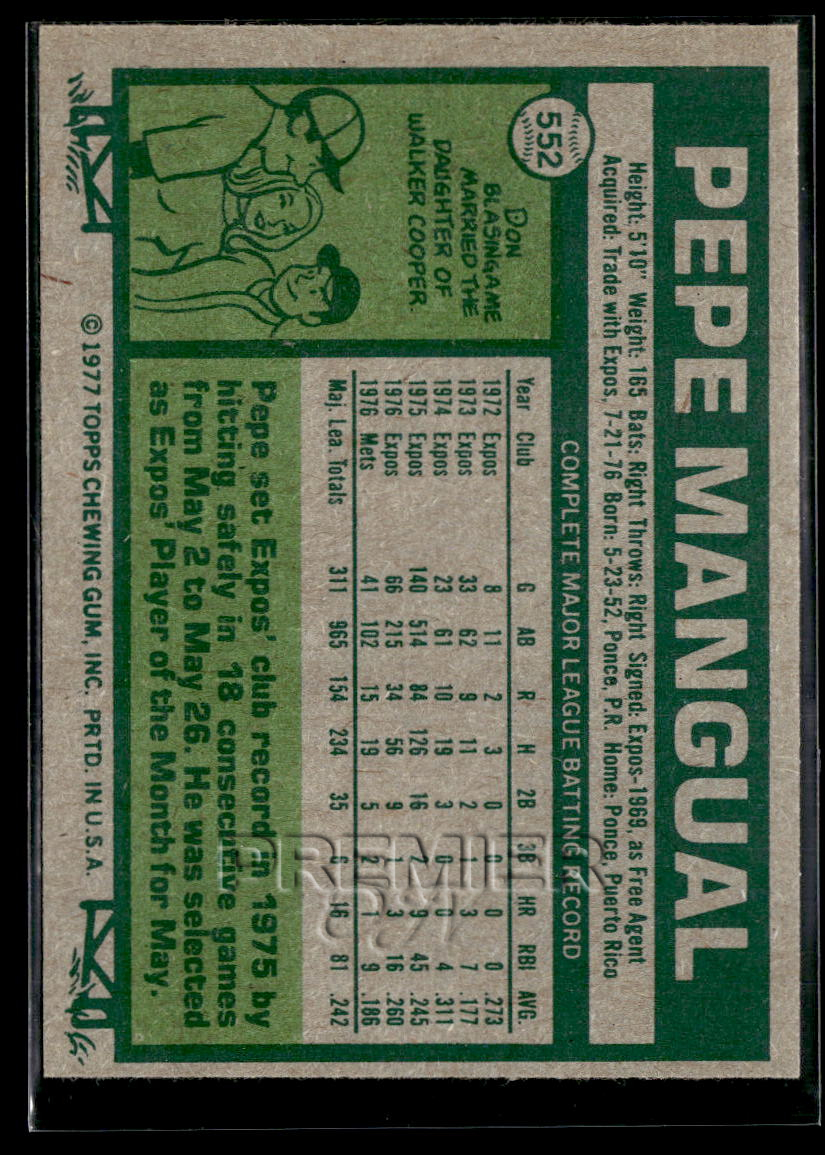 PEPE MANGUAL
552
Height: 5'10" Weight: 165 Bats: Right Throws: Right Signed: Expos-1969, as Free Agent
Acquired: Trade with Expos, 7-21-76 Born: 5-23-52, Ponce, P.R. Home: Ponce, Puerto Rico
COMPLETE MAJOR LEAGUE BATTING RECORD
Year Club G AB R H 2B 3B HR RBI AVG.
1972 Expos 8 11 2 3 0 0 0 0 .273
1973 Expos 33 62 9 11 2 1 3 7 .177
1974 Expos 23 61 10 19 3 0 0 4 .311
1975 Expos 140 514 84 126 16 2 9 45 .245
1976 Expos 66 215 34 56 9 1 3 16 .260
1976 Mets 41 102 15 19 5 2 1 9 .186
Maj. Lea. Totals 311 965 154 234 35 6 16 81 .242
DON
BLASINGAME
MARRIED THE
DAUGHTER OF
WALKER COOPER.
Pepe set Expos' club record in 1975 by
hitting safely in 18 consecutive games
from May 2 to May 26. He was selected
as Expos' Player of the Month for May.
© 1977 TOPPS CHEWING GUM, INC. PRTD. IN U.S.A.
PREMIER